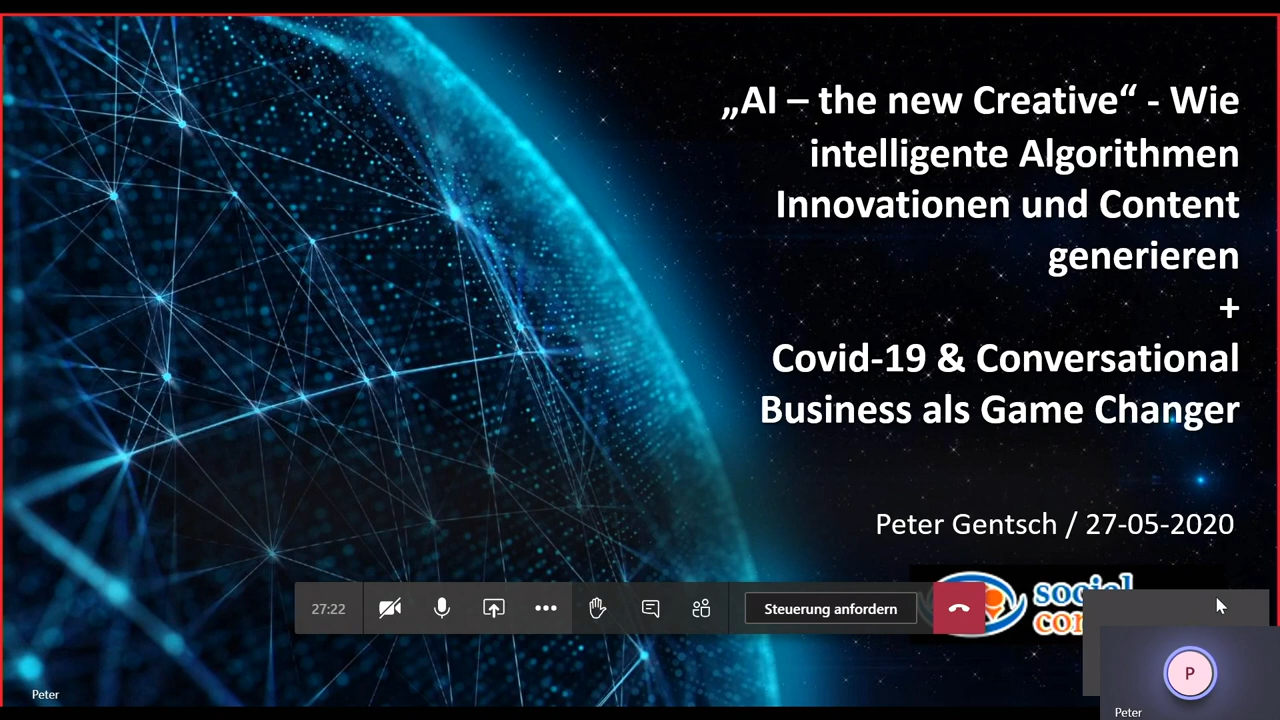 „AI – the new Creative“ - Wie
intelligente Algorithmen
Innovationen und Content
generieren
+
Covid-19 & Conversational
Business als Game Changer
Peter Gentsch / 27-05-2020
27:22
Steuerung anfordern
social
P
Peter
Peter